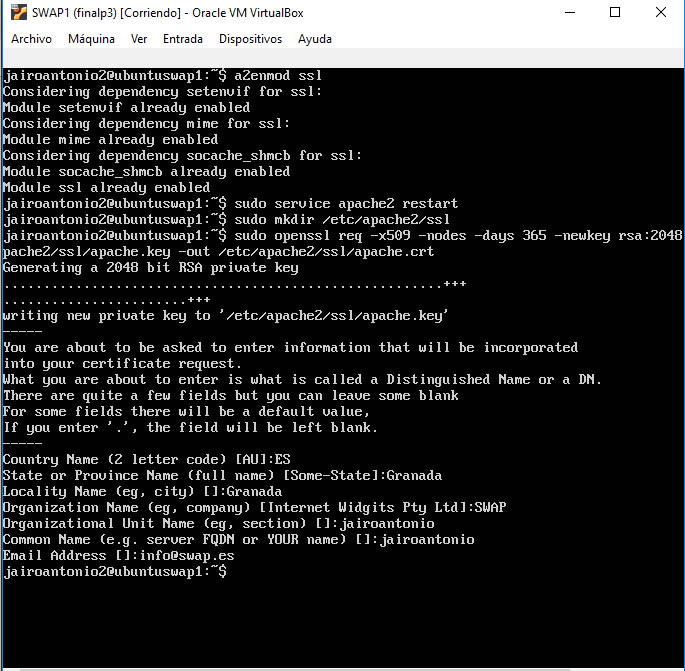 SWAP1 (finalp3) [Corriendo] - Oracle VM VirtualBox
Archivo Máquina Ver Entrada Dispositivos Ayuda
jairoantonio2@ubuntuswap1:~$ a2enmod ssl
Considering dependency setenvif for ssl:
Module setenvif already enabled
Considering dependency mime for ssl:
Module mime already enabled
Considering dependency socache_shmcb for ssl:
Module socache_shmcb already enabled
Module ssl already enabled
jairoantonio2@ubuntuswap1:~$ sudo service apache2 restart
jairoantonio2@ubuntuswap1:~$ sudo mkdir /etc/apache2/ssl
jairoantonio2@ubuntuswap1:~$ sudo openssl req -x509 -nodes -days 365 -newkey rsa:2048
pache2/ssl/apache.key -out /etc/apache2/ssl/apache.crt
Generating a 2048 bit RSA private key
.......................................................+++
.......................+++
writing new private key to '/etc/apache2/ssl/apache.key'
-----
You are about to be asked to enter information that will be incorporated
into your certificate request.
What you are about to enter is what is called a Distinguished Name or a DN.
There are quite a few fields but you can leave some blank
For some fields there will be a default value,
If you enter '.', the field will be left blank.
-----
Country Name (2 letter code) [AU]:ES
State or Province Name (full name) [Some-State]:Granada
Locality Name (eg, city) []:Granada
Organization Name (eg, company) [Internet Widgits Pty Ltd]:SWAP
Organizational Unit Name (eg, section) []:jairoantonio
Common Name (e.g. server FQDN or YOUR name) []:jairoantonio
Email Address []:info@swap.es
jairoantonio2@ubuntuswap1:~$